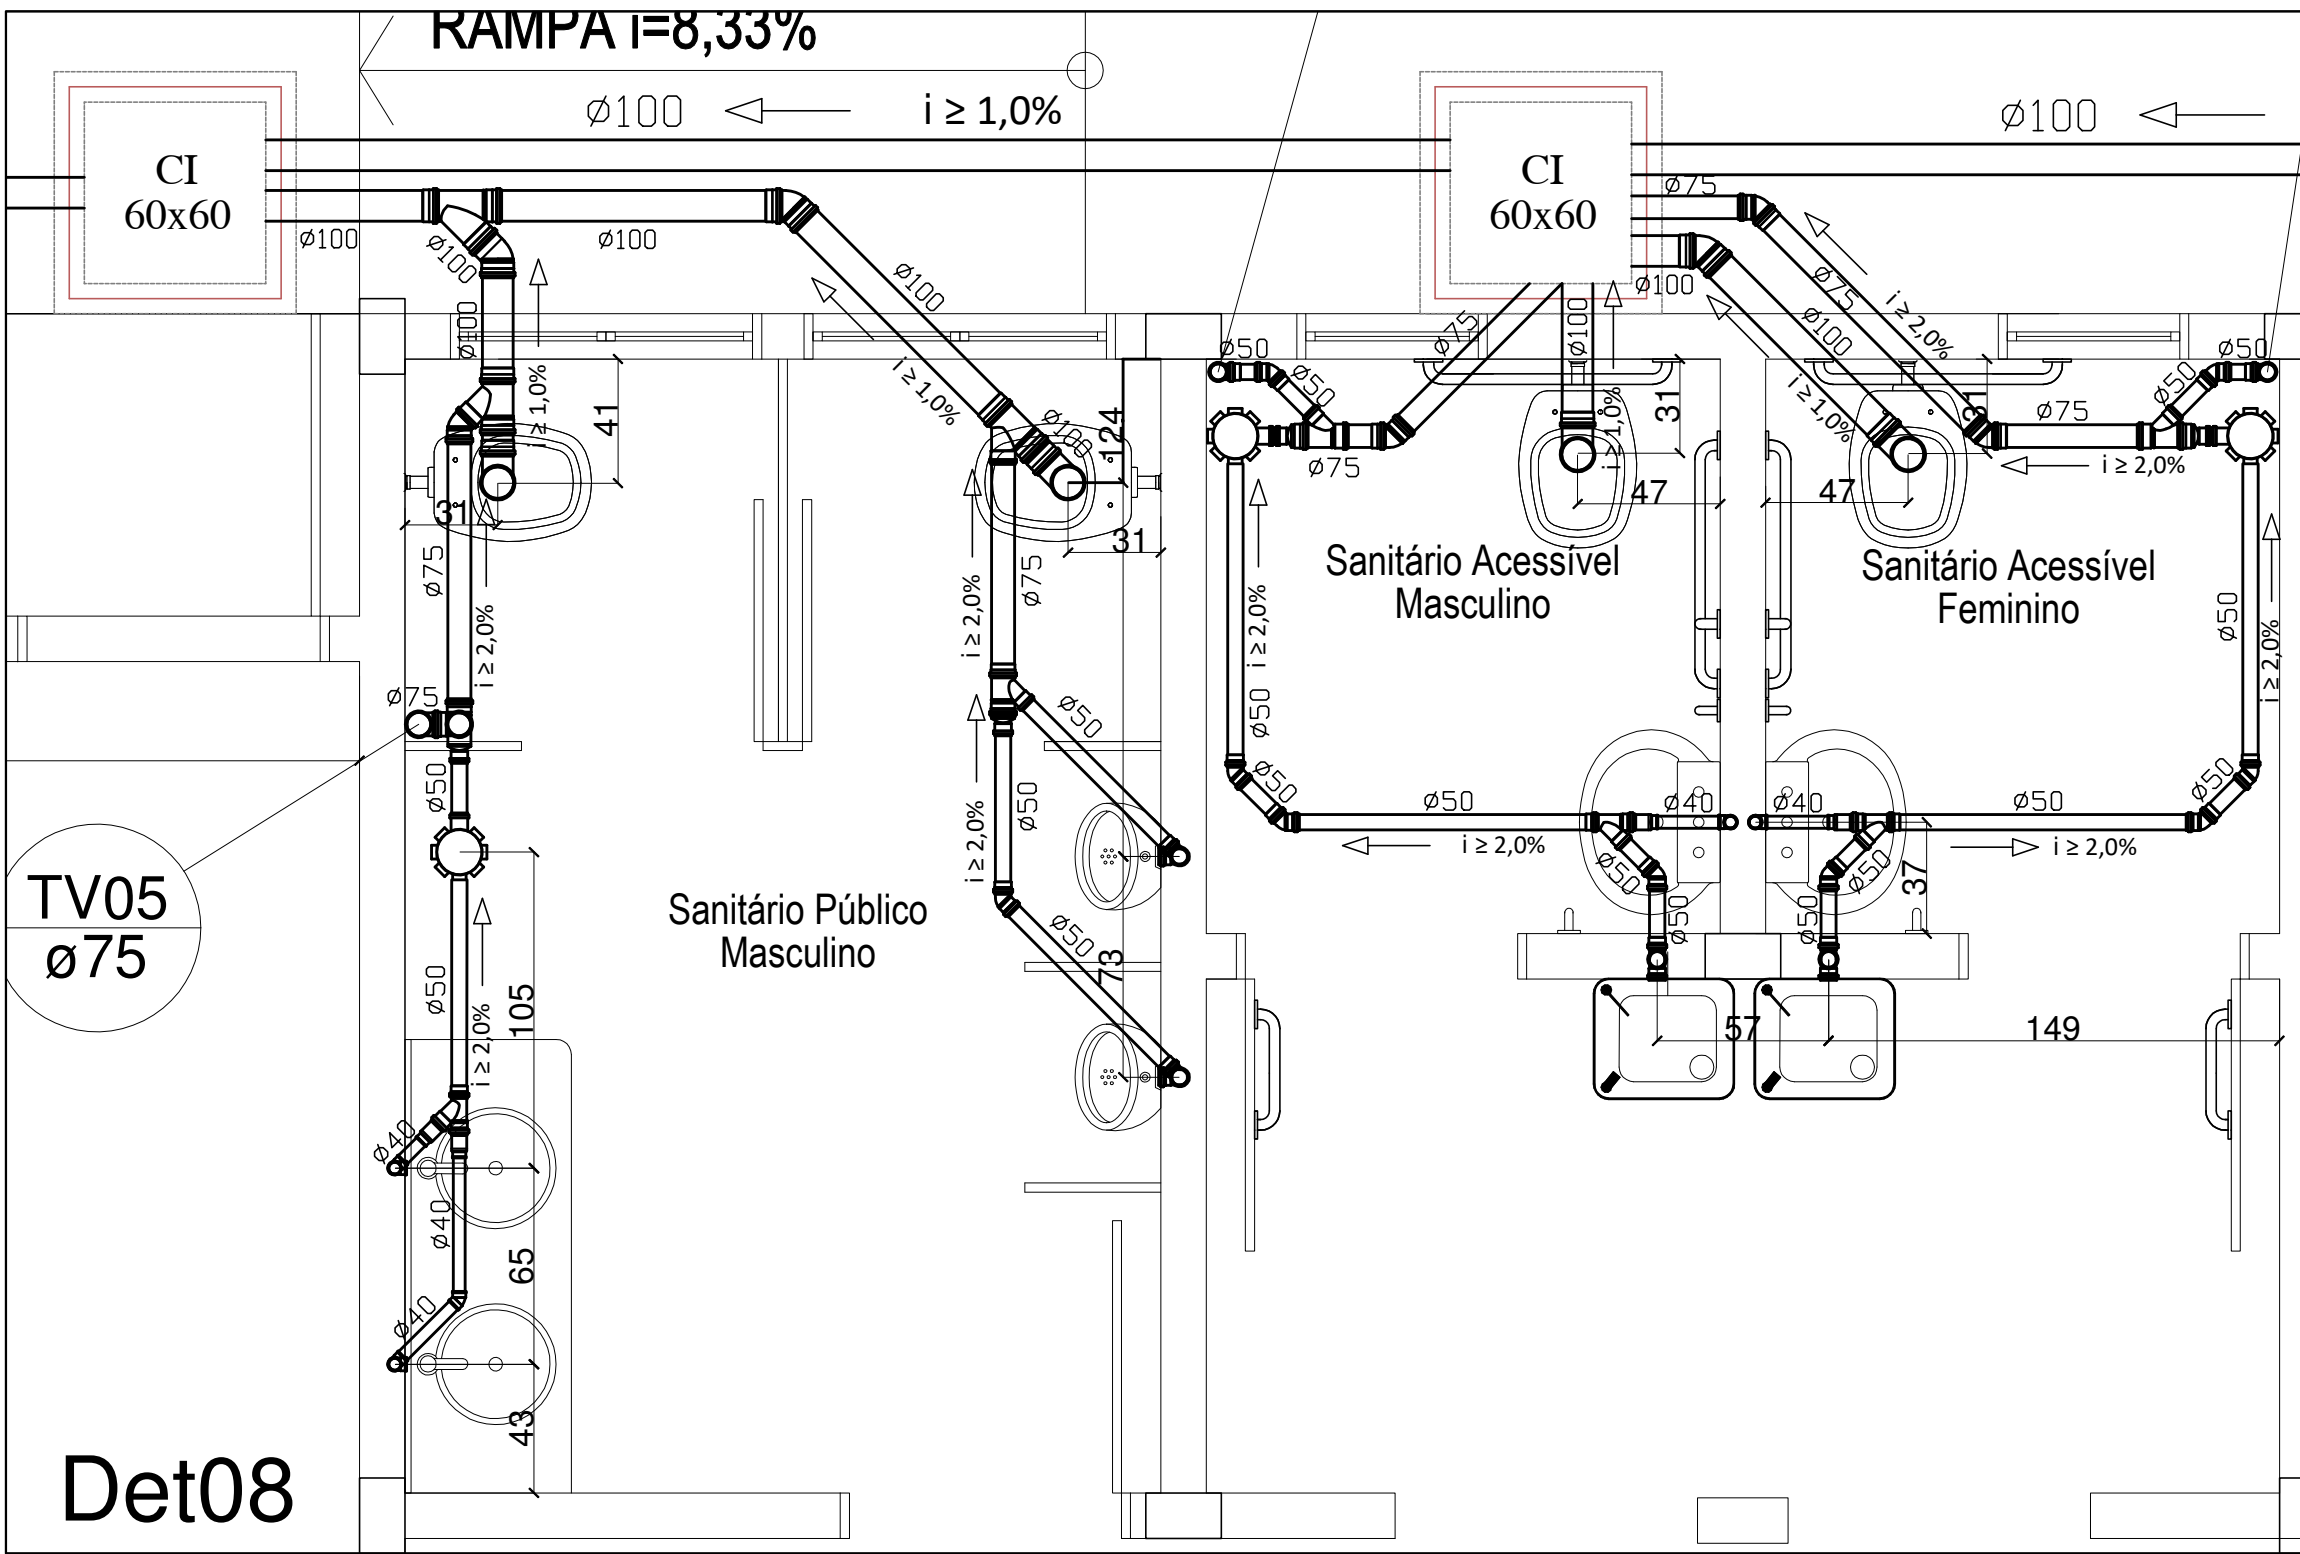 RAMPA i=8,33%
ø100
i ≥ 1,0%
ø100
CI
60x60
CI
60x60
ø75
ø100
ø100
ø100
ø100
ø100
ø100
i ≥ 1,0%
i ≥ 1,0%
ø100
41
124
31
31
ø75
i ≥ 2,0%
ø75
i ≥ 2,0%
ø50
ø50
ø75
ø75
ø100
i ≥ 1,0%
31
47
ø75
i ≥ 2,0%
ø100
i ≥ 1,0%
31
47
ø75
i ≥ 2,0%
ø50
ø50
Sanitário Acessível
Masculino
Sanitário Acessível
Feminino
i ≥ 2,0%
ø50
ø50
i ≥ 2,0%
ø75
ø50
ø50
ø50
i ≥ 2,0%
ø50
ø50
i ≥ 2,0%
ø40
ø40
ø50
i ≥ 2,0%
ø50
ø50
ø50
ø50
ø50
37
TV05
ø75
Sanitário Público
Masculino
ø50
73
ø50
i ≥ 2,0%
105
57
149
ø40
ø40
65
ø40
43
Det08